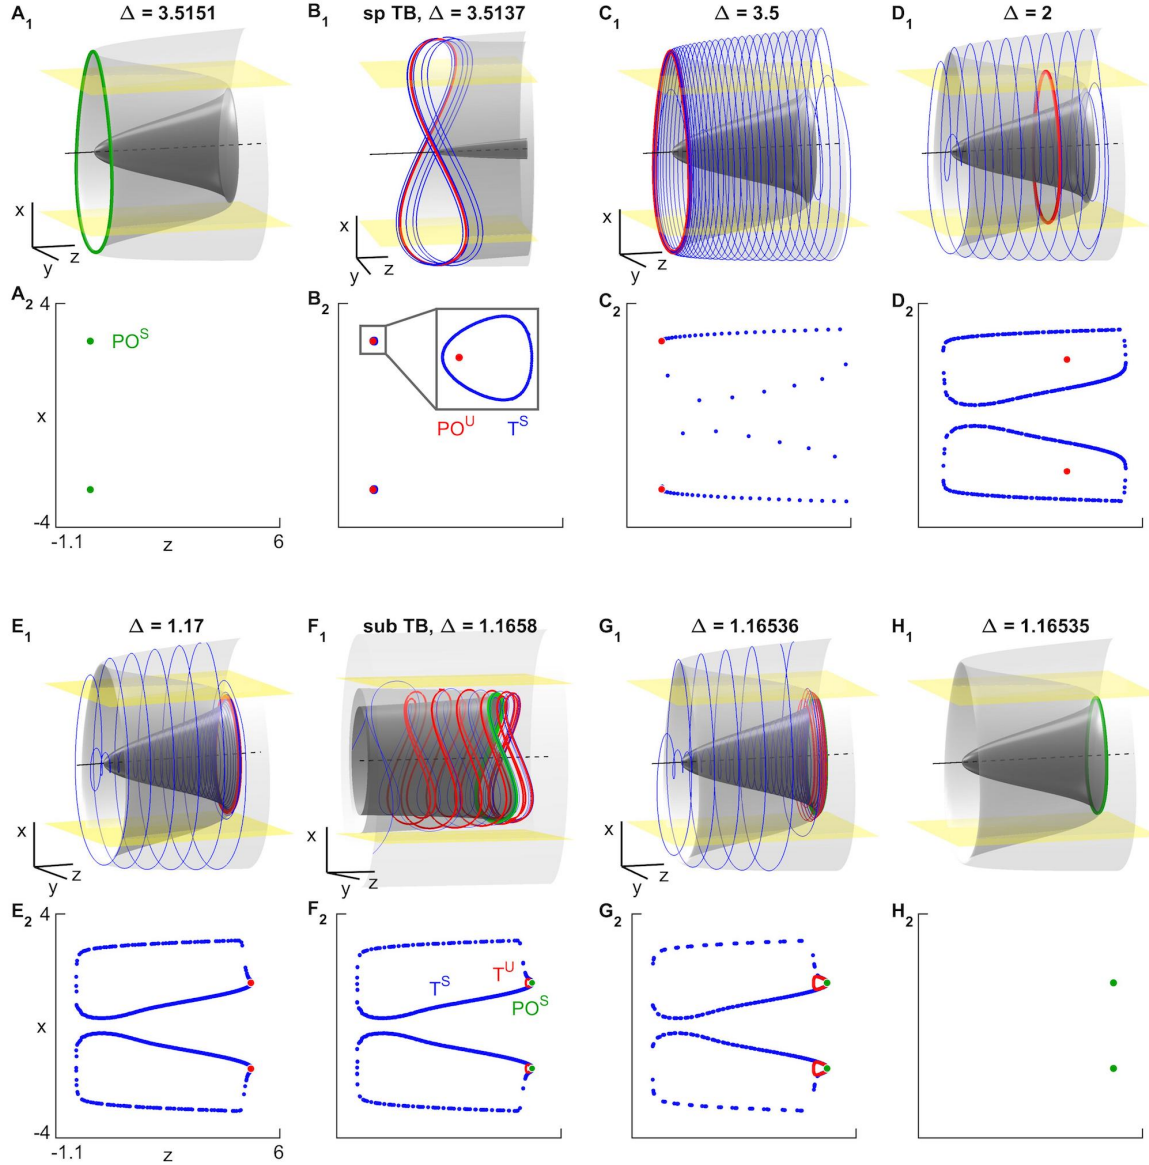 A1 Δ = 3.5151
B1 sp TB, Δ = 3.5137
C1 Δ = 3.5
D1 Δ = 2
x y z
x y z
x y z
A2 4
PO^S
x
-4
-1.1 z 6
B2
PO^U T^S
C2
D2
E1 Δ = 1.17
F1 sub TB, Δ = 1.1658
G1 Δ = 1.16536
H1 Δ = 1.16535
x y z
x y z
x y z
E2 4
x
-4
-1.1 z 6
F2
T^S T^U
PO^S
G2
H2